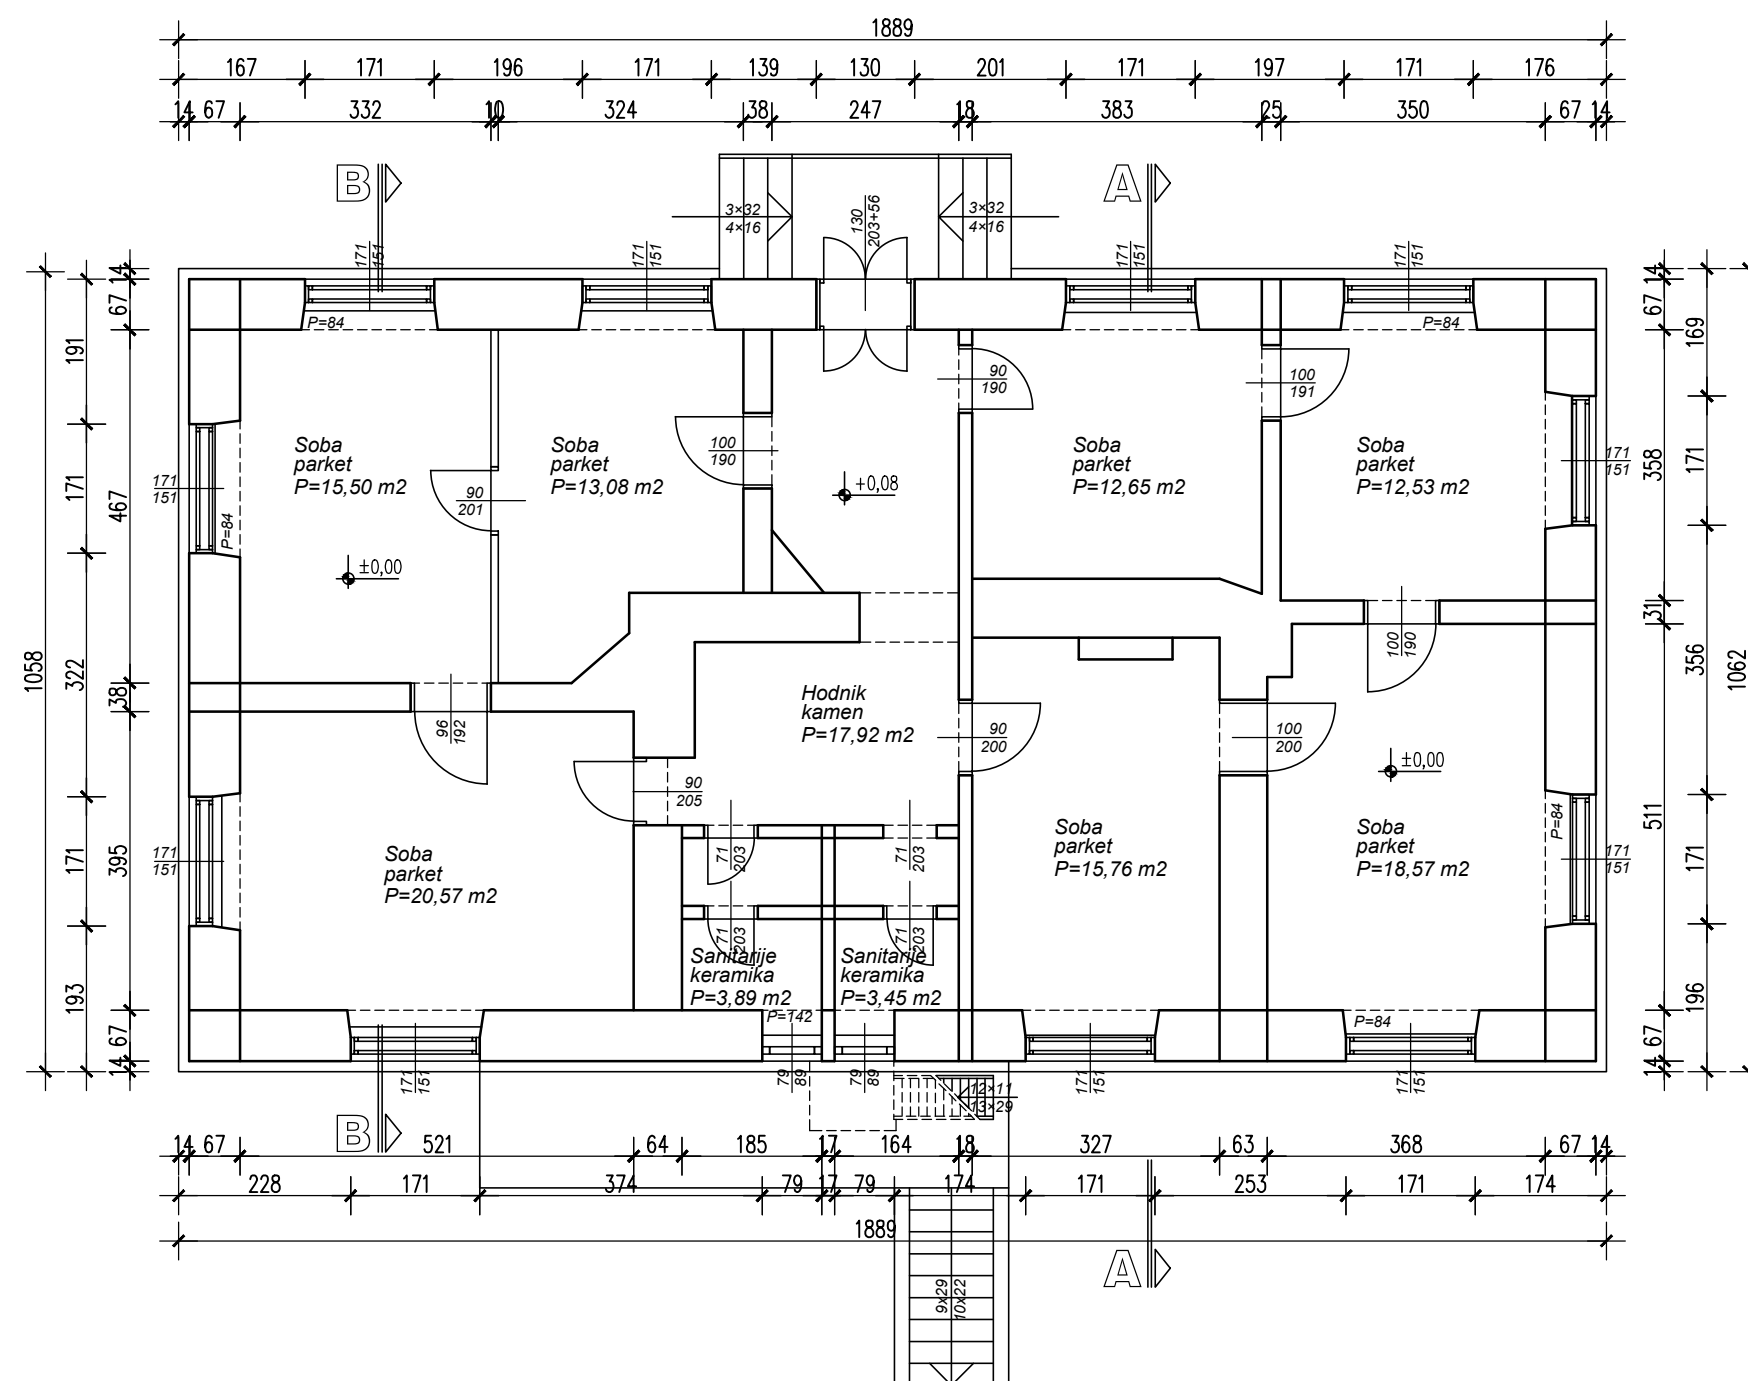 1889
167 171 196 171 139 130 201 171 197 171 176
14 67 332 10 324 38 247 18 383 25 350 67 14
B
A
3×32
4×16
130
203+56
3×32
4×16
171
151
171
151
171
151
171
151
14
67
467
38
395
67
14
191
171
322
171
193
1058
14
67
358
31
511
67
14
169
171
356
171
196
1062
P=84
P=84
90
190
100
191
Soba
parket
P=15,50 m2
Soba
parket
P=13,08 m2
100
190
Soba
parket
P=12,65 m2
Soba
parket
P=12,53 m2
171
151
P=84
90
201
+0,08
171
151
±0,00
100
190
96
192
Hodnik
kamen
P=17,92 m2
90
200
100
200
±0,00
90
205
Soba
parket
P=20,57 m2
171
151
71
203
71
203
Soba
parket
P=15,76 m2
Soba
parket
P=18,57 m2
P=84
171
151
71
203
71
203
Sanitarije
keramika
P=3,89 m2
Sanitarije
keramika
P=3,45 m2
P=142
P=84
171
151
79
89
79
89
171
151
171
151
12×11
13×29
B
14 67 521 64 185 17 164 18 327 63 368 67 14
228 171 374 79 17 79 174 171 253 171 174
1889
A
9x29
10x22